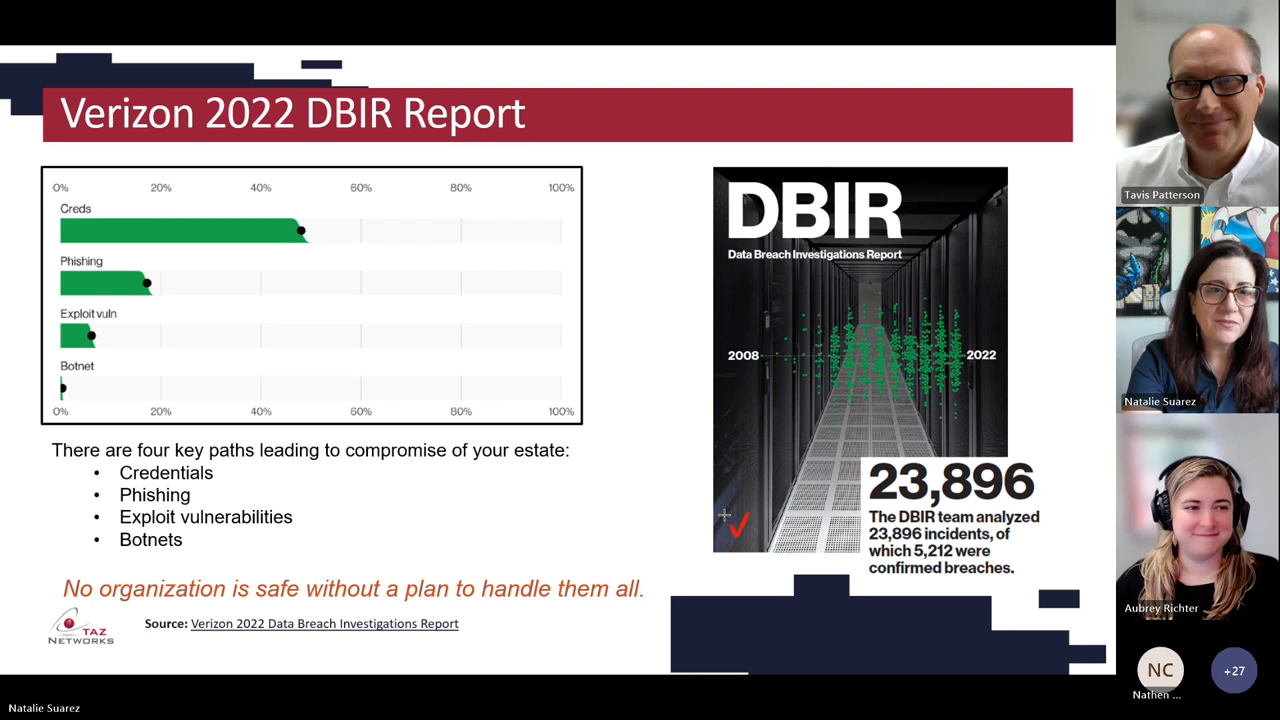 Verizon 2022 DBIR Report
0% 20% 40% 60% 80% 100%
Creds
Phishing
Exploit vuln
Botnet
0% 20% 40% 60% 80% 100%
There are four key paths leading to compromise of your estate:
• Credentials
• Phishing
• Exploit vulnerabilities
• Botnets
No organization is safe without a plan to handle them all.
TAZ
NETWORKS
Source: Verizon 2022 Data Breach Investigations Report
DBIR
Data Breach Investigations Report
2008
2022
23,896
The DBIR team analyzed
23,896 incidents, of
which 5,212 were
confirmed breaches.
Tavis Patterson
Natalie Suarez
Aubrey Richter
NC
Nathen ...
+27
Natalie Suarez